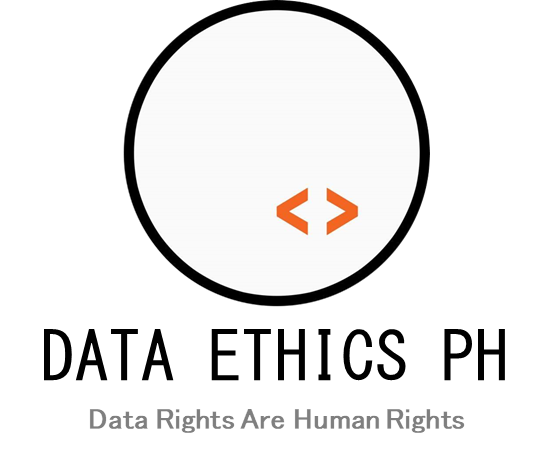 < >
DATA ETHICS PH
Data Rights Are Human Rights